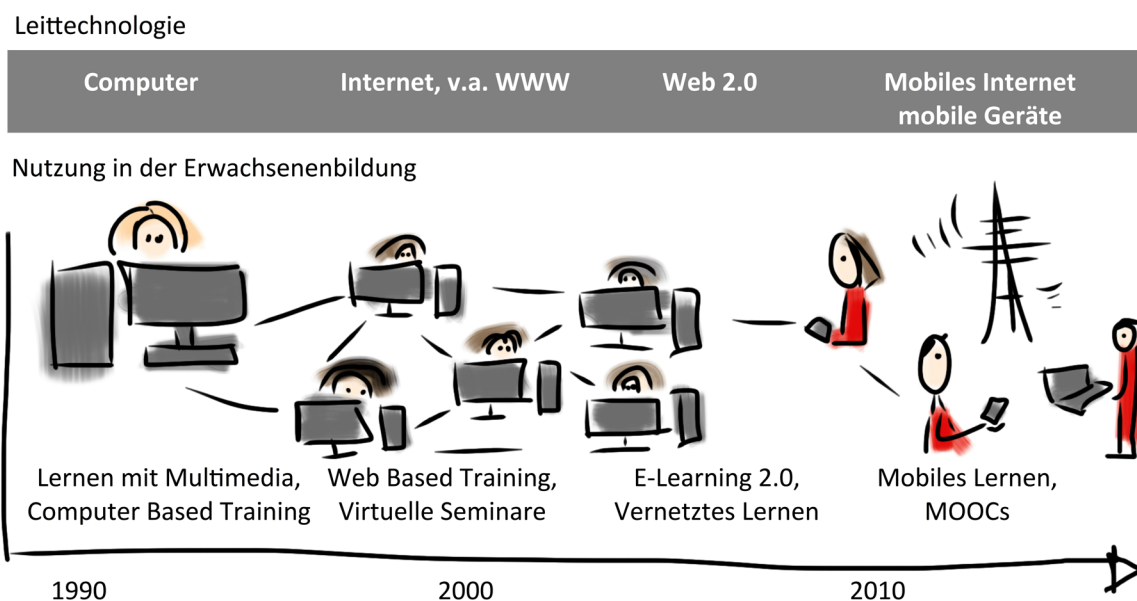 Leittechnologie
Computer
Internet, v.a. WWW
Web 2.0
Mobiles Internet
mobile Geräte
Nutzung in der Erwachsenenbildung
Lernen mit Multimedia,
Computer Based Training
Web Based Training,
Virtuelle Seminare
E-Learning 2.0,
Vernetztes Lernen
Mobiles Lernen,
MOOCs
1990
2000
2010